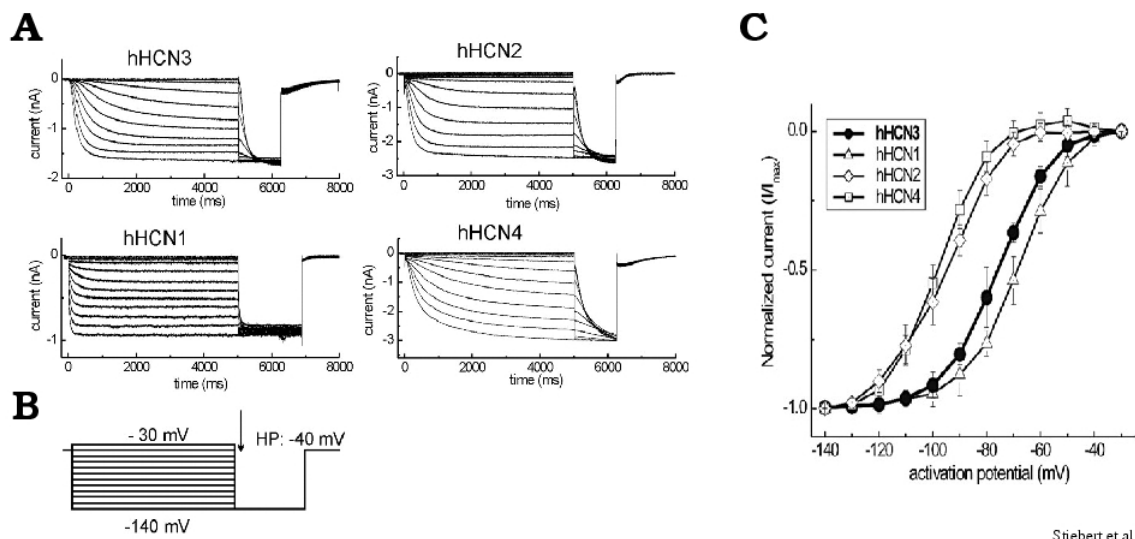 A
hHCN3
0
-1
-2
current (nA)
0 2000 4000 6000 8000
time (ms)
hHCN2
0
-1
-2
-3
current (nA)
0 2000 4000 6000 8000
time (ms)
hHCN1
0
-1
current (nA)
0 2000 4000 6000 8000
time (ms)
hHCN4
0
-1
-2
-3
current (nA)
0 2000 4000 6000 8000
time (ms)
B
- 30 mV
HP: -40 mV
-140 mV
C
hHCN3
hHCN1
hHCN2
hHCN4
0.0
-0.5
-1.0
Normalized current (I/Imax)
-140 -120 -100 -80 -60 -40
activation potential (mV)
Stiebert et al